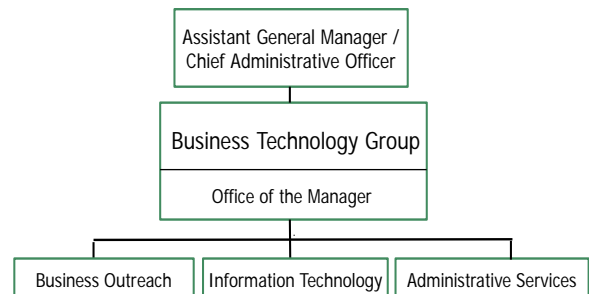 Assistant General Manager /
Chief Administrative Officer
Business Technology Group
Office of the Manager
Business Outreach
Information Technology
Administrative Services